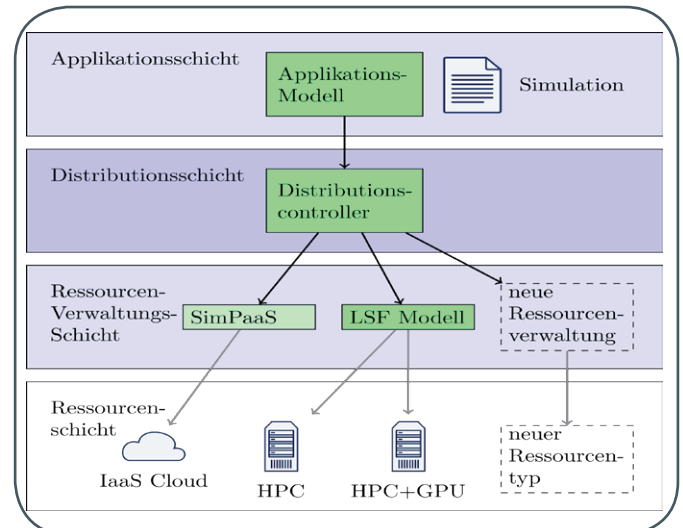 Applikationsschicht
Applikations-
Modell
Simulation
Distributionsschicht
Distributions-
controller
Ressourcen-
Verwaltungs-
Schicht
SimPaaS
LSF Modell
neue
Ressourcen-
verwaltung
Ressourcen-
schicht
IaaS Cloud
HPC
HPC+GPU
neuer
Ressourcen-
typ